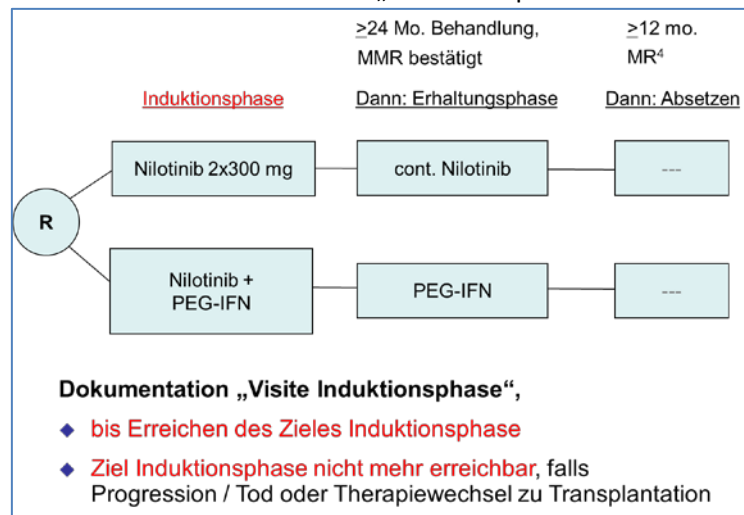 ≥24 Mo. Behandlung,
MMR bestätigt
≥12 mo.
MR⁴
Induktionsphase
Dann: Erhaltungsphase
Dann: Absetzen
Nilotinib 2x300 mg
cont. Nilotinib
---
R
Nilotinib +
PEG-IFN
PEG-IFN
---
Dokumentation „Visite Induktionsphase“,
bis Erreichen des Zieles Induktionsphase
Ziel Induktionsphase nicht mehr erreichbar, falls
Progression / Tod oder Therapiewechsel zu Transplantation